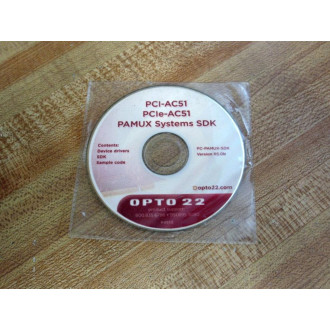 PCI-AC51
PCIe-AC51
PAMUX Systems SDK
Contents:
Device drivers
SDK
Sample code
PC-PAMUX-SDK
opto22.com
OPTO 22